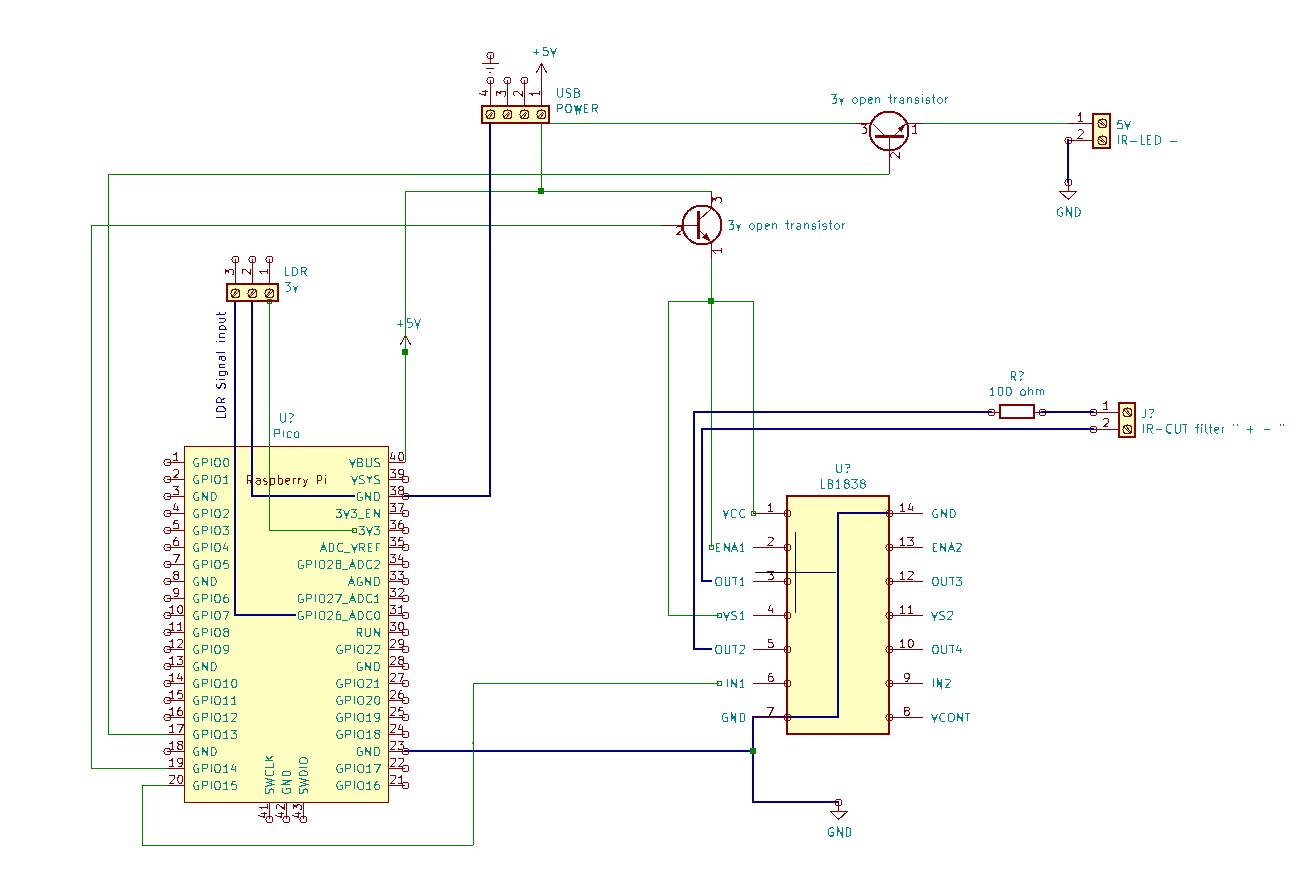 +5V
4
3
2
1
USB
POWER
3v open transistor
3
1
2
1
2
5V
IR-LED -
GND
3
2
1
3v open transistor
3
2
1
LDR
3v
LDR Signal input
+5V
R?
100 ohm
1
2
J?
IR-CUT filter " + - "
U?
Pico
Raspberry Pi
1 GPIO0 VBUS 40
2 GPIO1 VSYS 39
3 GND GND 38
4 GPIO2 3V3_EN 37
5 GPIO3 3V3 36
6 GPIO4 ADC_VREF 35
7 GPIO5 GPIO28_ADC2 34
8 GND AGND 33
9 GPIO6 GPIO27_ADC1 32
10 GPIO7 GPIO26_ADC0 31
11 GPIO8 RUN 30
12 GPIO9 GPIO22 29
13 GND GND 28
14 GPIO10 GPIO21 27
15 GPIO11 GPIO20 26
16 GPIO12 GPIO19 25
17 GPIO13 GPIO18 24
18 GND GND 23
19 GPIO14 GPIO17 22
20 GPIO15 GPIO16 21
SWCLK
GND
SWDIO
41
42
43
U?
LB1838
VCC 1 14 GND
ENA1 2 13 ENA2
OUT1 3 12 OUT3
VS1 4 11 VS2
OUT2 5 10 OUT4
IN1 6 9 IN2
GND 7 8 VCONT
GND